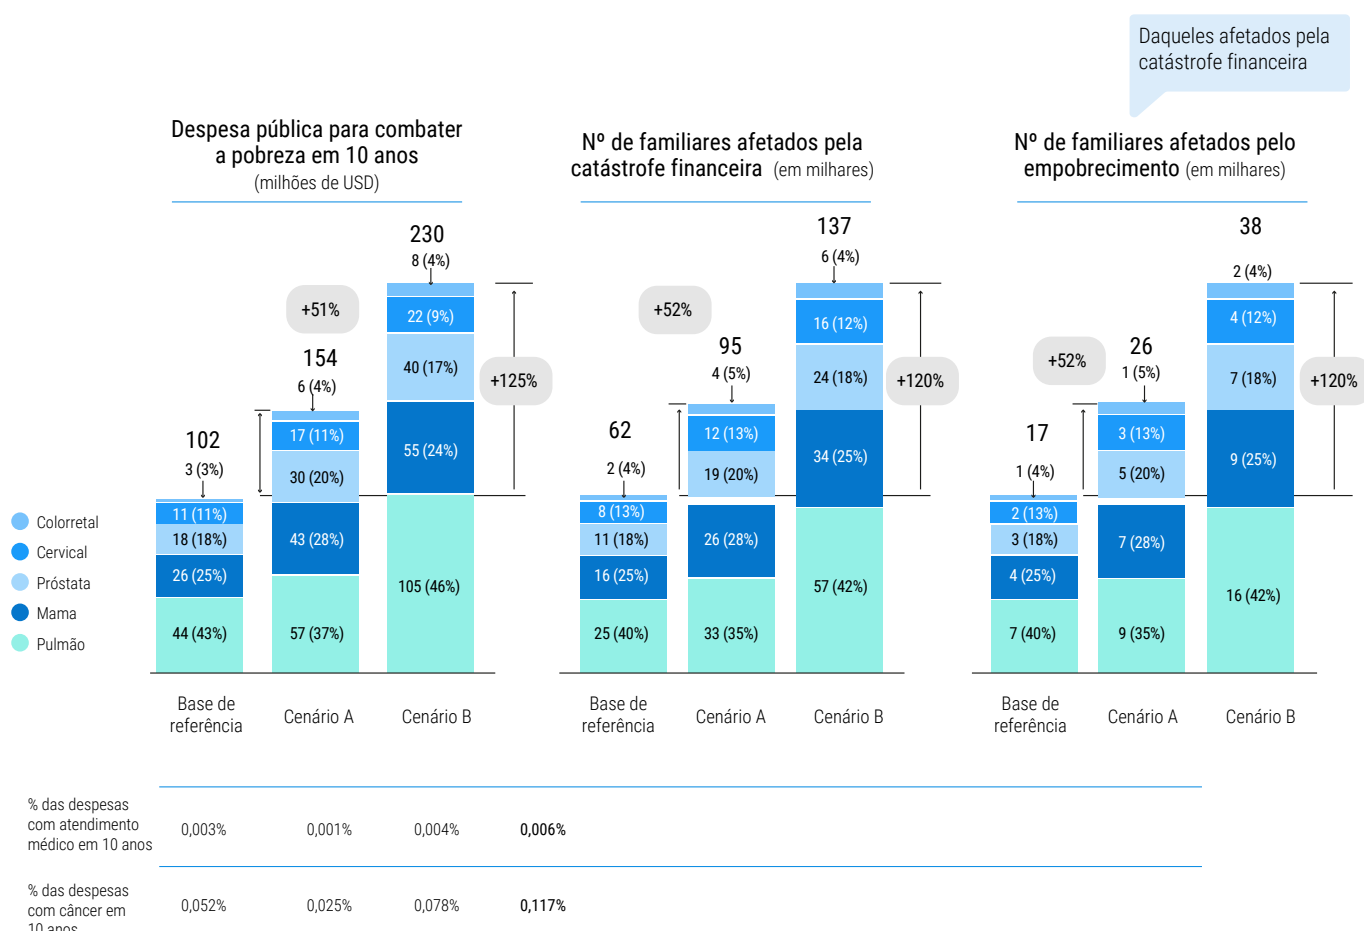 Daqueles afetados pela
catástrofe financeira
Despesa pública para combater
a pobreza em 10 anos
(milhões de USD)
230
8 (4%)
22 (9%)
+51%
154
40 (17%)
+125%
6 (4%)
17 (11%)
102
55 (24%)
3 (3%)
30 (20%)
11 (11%)
18 (18%)
43 (28%)
26 (25%)
105 (46%)
44 (43%)
57 (37%)
Base de
referência
Cenário A
Cenário B
Nº de familiares afetados pela
catástrofe financeira (em milhares)
137
6 (4%)
+52%
16 (12%)
95
4 (5%)
24 (18%)
+120%
62
12 (13%)
2 (4%)
19 (20%)
34 (25%)
8 (13%)
11 (18%)
26 (28%)
16 (25%)
57 (42%)
25 (40%)
33 (35%)
Base de
referência
Cenário A
Cenário B
Nº de familiares afetados pelo
empobrecimento (em milhares)
38
2 (4%)
4 (12%)
26
+52%
1 (5%)
7 (18%)
+120%
17
3 (13%)
1 (4%)
5 (20%)
9 (25%)
2 (13%)
3 (18%)
7 (28%)
4 (25%)
16 (42%)
7 (40%)
9 (35%)
Base de
referência
Cenário A
Cenário B
Colorretal
Cervical
Próstata
Mama
Pulmão
% das despesas
com atendimento
médico em 10 anos
0,003% 0,001% 0,004% 0,006%
% das despesas
com câncer em
10 anos
0,052% 0,025% 0,078% 0,117%